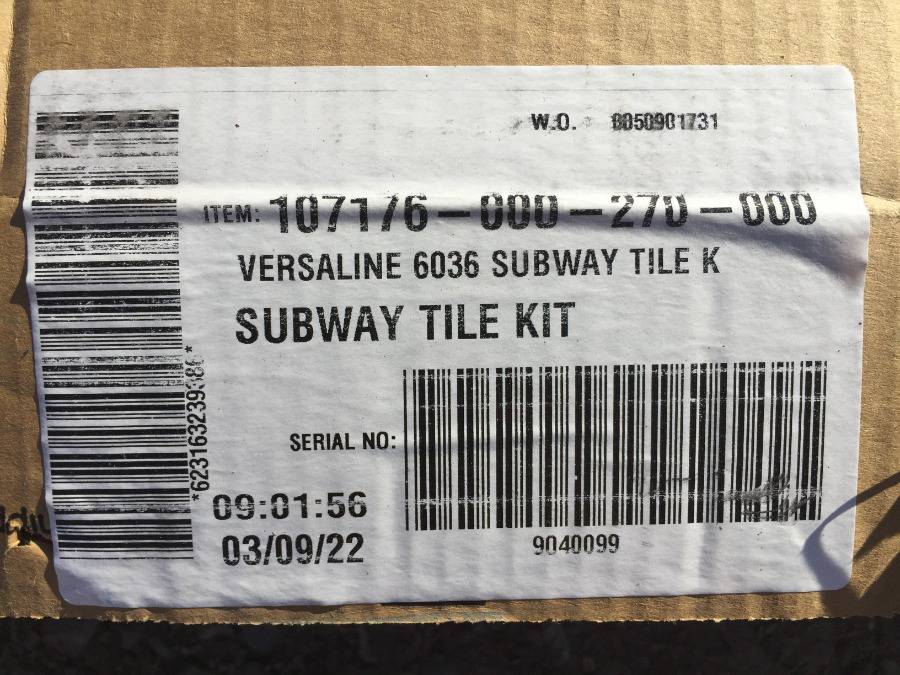 W.O. 0050901731
ITEM: 107176-000-270-000
VERSALINE 6036 SUBWAY TILE K
SUBWAY TILE KIT
SERIAL NO:
09:01:56
03/09/22
9040099